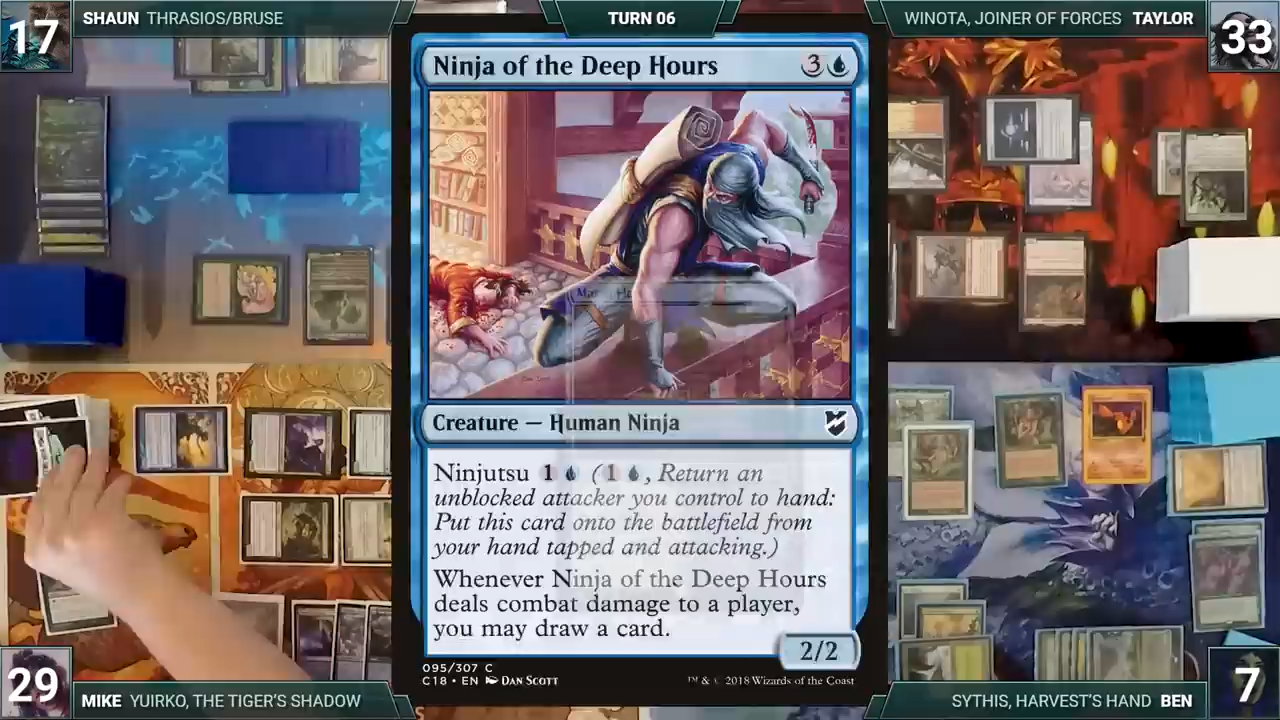 17
SHAUN THRASIOS/BRUSE
TURN 06
WINOTA, JOINER OF FORCES TAYLOR
33
Ninja of the Deep Hours 3
Creature — Human Ninja
Ninjutsu 1 (1 , Return an
unblocked attacker you control to hand:
Put this card onto the battlefield from
your hand tapped and attacking.)
Whenever Ninja of the Deep Hours
deals combat damage to a player,
you may draw a card.
2/2
095/307 C
C18 • EN DAN SCOTT
™ & © 2018 Wizards of the Coast
29
MIKE YUIRKO, THE TIGER'S SHADOW
SYTHIS, HARVEST'S HAND BEN
7